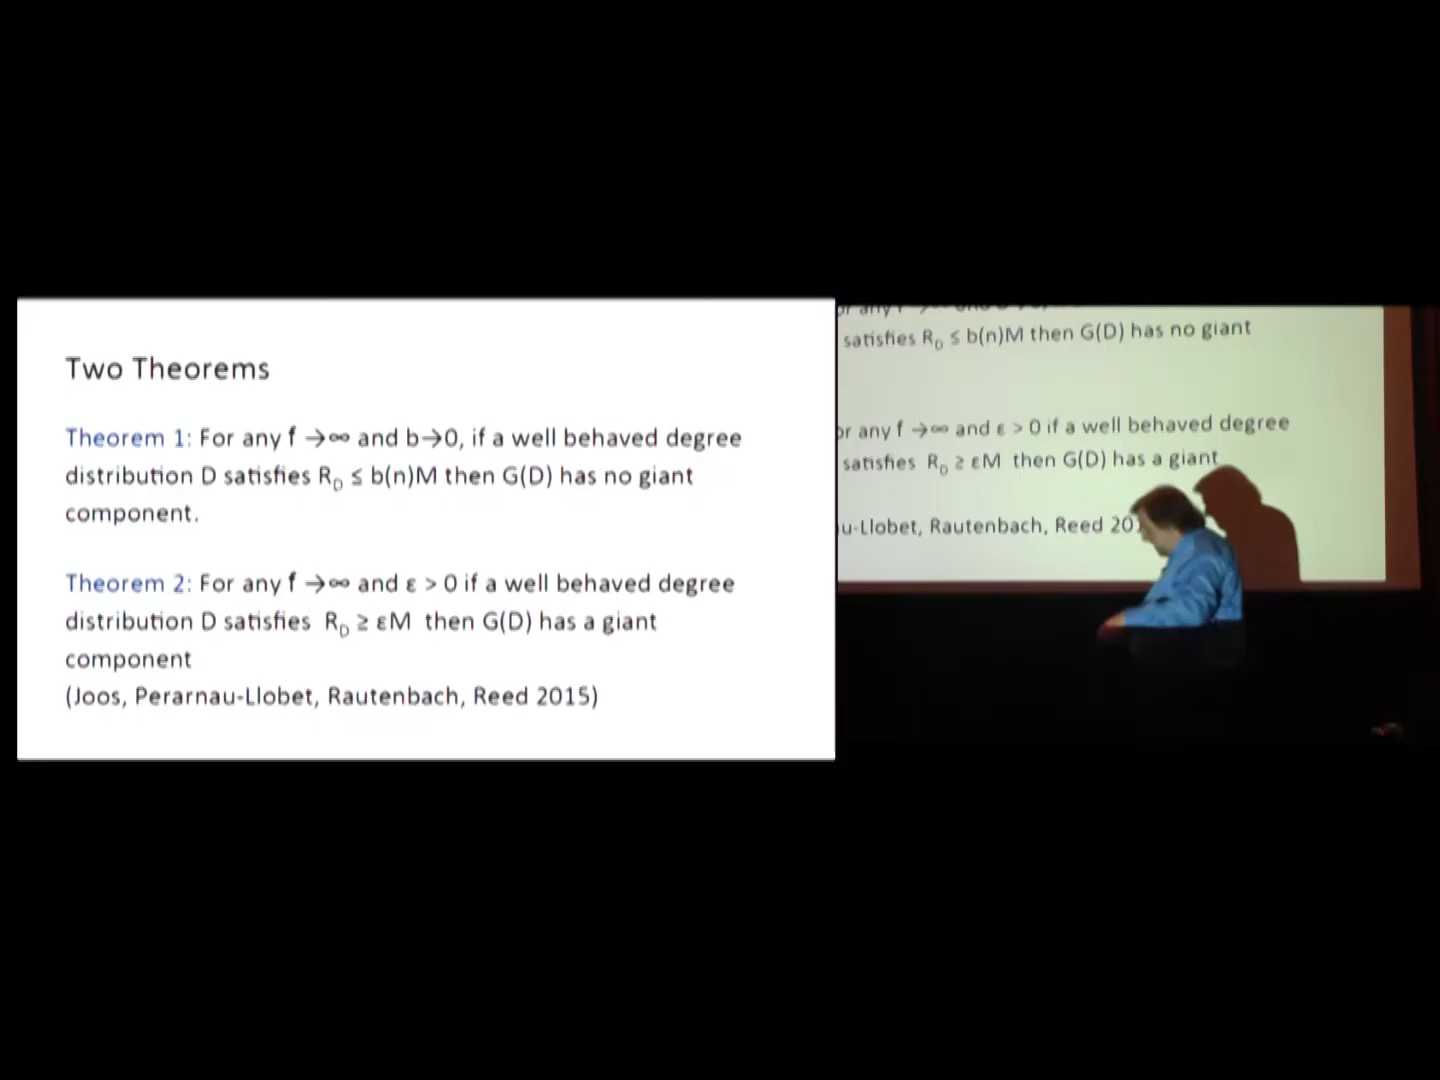 Two Theorems
Theorem 1: For any f →∞ and b→0, if a well behaved degree
distribution D satisfies R_D ≤ b(n)M then G(D) has no giant
component.
Theorem 2: For any f →∞ and ε > 0 if a well behaved degree
distribution D satisfies R_D ≥ εM then G(D) has a giant
component
(Joos, Perarnau-Llobet, Rautenbach, Reed 2015)
satisfies R_D ≤ b(n)M then G(D) has no giant
or any f →∞ and ε > 0 if a well behaved degree
satisfies R_D ≥ εM then G(D) has a giant
u-Llobet, Rautenbach, Reed 201